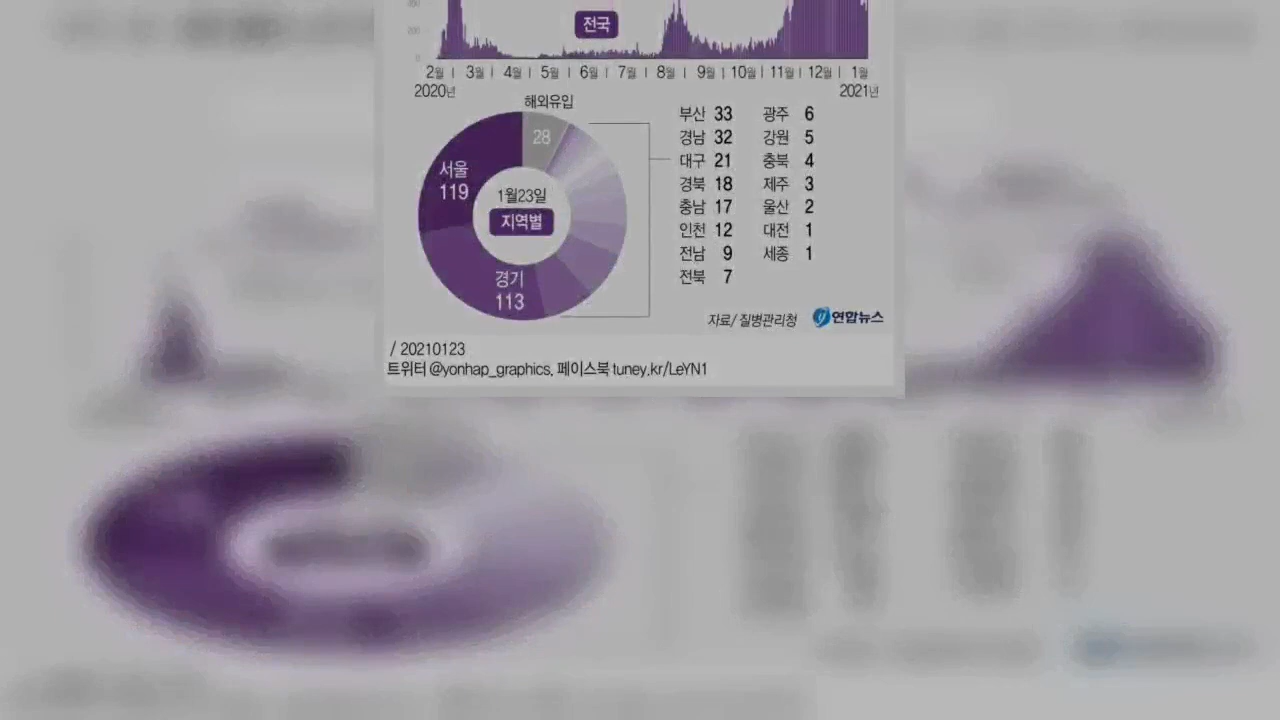 200
0
전국
2월 3월 4월 5월 6월 7월 8월 9월 10월 11월 12월 1월
2020년 2021년
해외유입
28
서울
119
1월23일
지역별
경기
113
부산 33 광주 6
경남 32 강원 5
대구 21 충북 4
경북 18 제주 3
충남 17 울산 2
인천 12 대전 1
전남 9 세종 1
전북 7
자료/ 질병관리청 연합뉴스
/ 20210123
트위터 @yonhap_graphics, 페이스북 tuney.kr/LeYN1